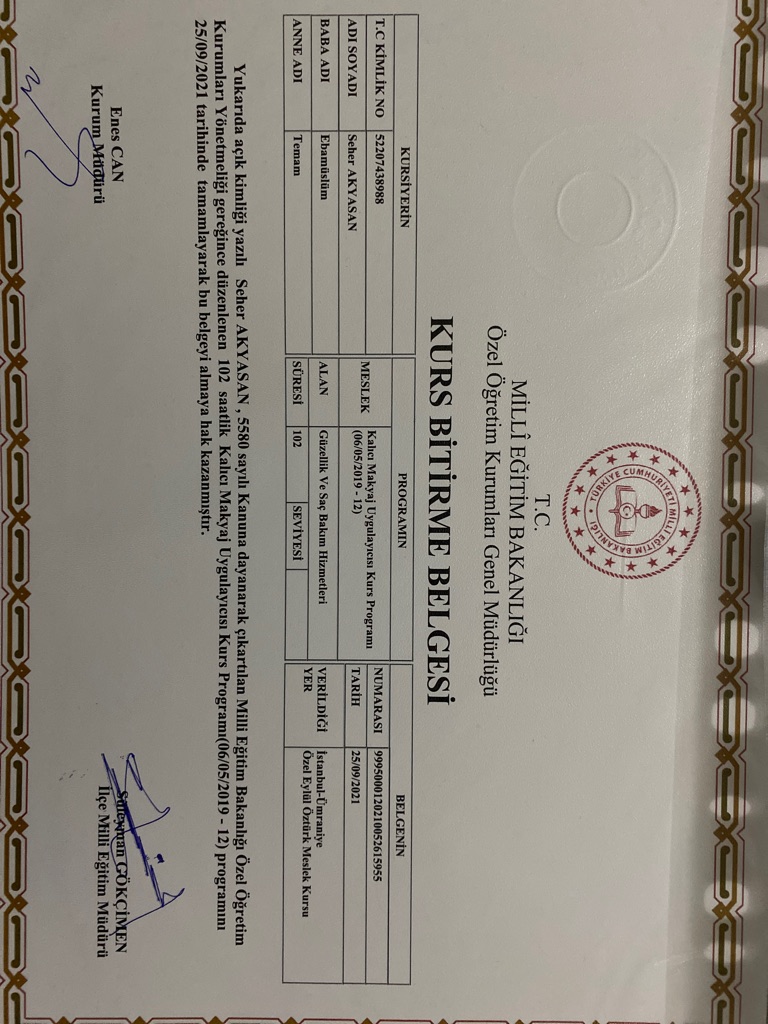 TÜRKİYE CUMHURİYETİ MİLLÎ EĞİTİM BAKANLIĞI
T.C.
MİLLÎ EĞİTİM BAKANLIĞI
Özel Öğretim Kurumları Genel Müdürlüğü
KURS BİTİRME BELGESİ
KURSİYERİN
T.C KİMLİK NO 52207438988
ADI SOYADI Seher AKYASAN
BABA ADI Ebamüslüm
ANNE ADI Temam
PROGRAMIN
MESLEK Kalıcı Makyaj Uygulayıcısı Kurs Programı
(06/05/2019 - 12)
ALAN Güzellik Ve Saç Bakım Hizmetleri
SÜRESİ 102 SEVİYESİ
BELGENİN
NUMARASI 9995000120210052615955
TARİH 25/09/2021
VERİLDİĞİ İstanbul-Ümraniye
YER Özel Eylül Öztürk Meslek Kursu
Yukarıda açık kimliği yazılı Seher AKYASAN , 5580 sayılı Kanuna dayanarak çıkartılan Milli Eğitim Bakanlığı Özel Öğretim
Kurumları Yönetmeliği gereğince düzenlenen 102 saatlik Kalıcı Makyaj Uygulayıcısı Kurs Programı(06/05/2019 - 12) programını
25/09/2021 tarihinde tamamlayarak bu belgeyi almaya hak kazanmıştır.
Enes CAN
Kurum Müdürü
Süleyman GÖKÇİMEN
İlçe Milli Eğitim Müdürü